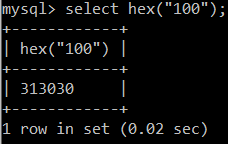 mysql> select hex("100");
+------------+
| hex("100") |
+------------+
| 313030     |
+------------+
1 row in set (0.02 sec)